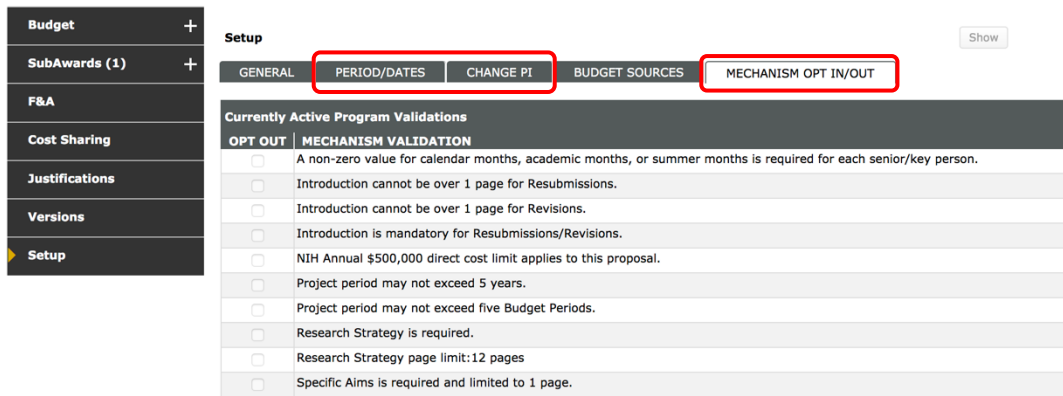 Budget +
SubAwards (1) +
F&A
Cost Sharing
Justifications
Versions
Setup
Setup
Show
GENERAL PERIOD/DATES CHANGE PI BUDGET SOURCES MECHANISM OPT IN/OUT
Currently Active Program Validations
OPT OUT MECHANISM VALIDATION
A non-zero value for calendar months, academic months, or summer months is required for each senior/key person.
Introduction cannot be over 1 page for Resubmissions.
Introduction cannot be over 1 page for Revisions.
Introduction is mandatory for Resubmissions/Revisions.
NIH Annual $500,000 direct cost limit applies to this proposal.
Project period may not exceed 5 years.
Project period may not exceed five Budget Periods.
Research Strategy is required.
Research Strategy page limit:12 pages
Specific Aims is required and limited to 1 page.